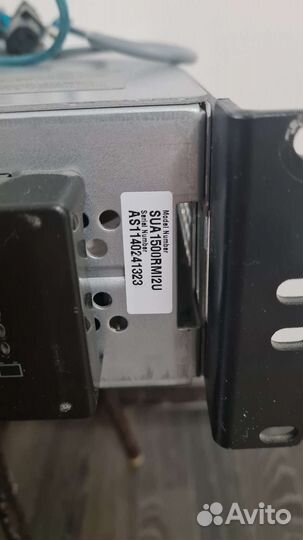 Model Number
SUA1500RMI2U
Serial Number
AS1140241323
Avito